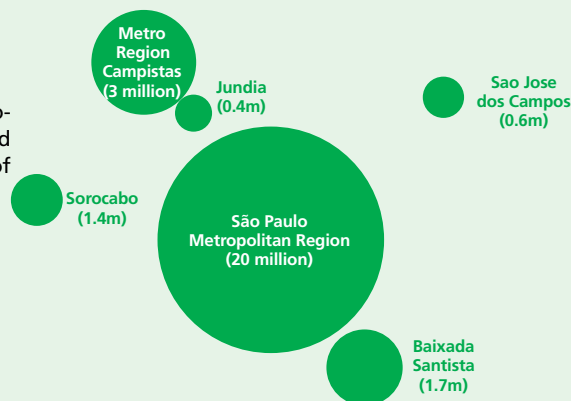 Metro
Region
Campistas
(3 million)
Jundia
(0.4m)
Sao Jose
dos Campos
(0.6m)
o-
d
of
Sorocabo
(1.4m)
São Paulo
Metropolitan Region
(20 million)
Baixada
Santista
(1.7m)